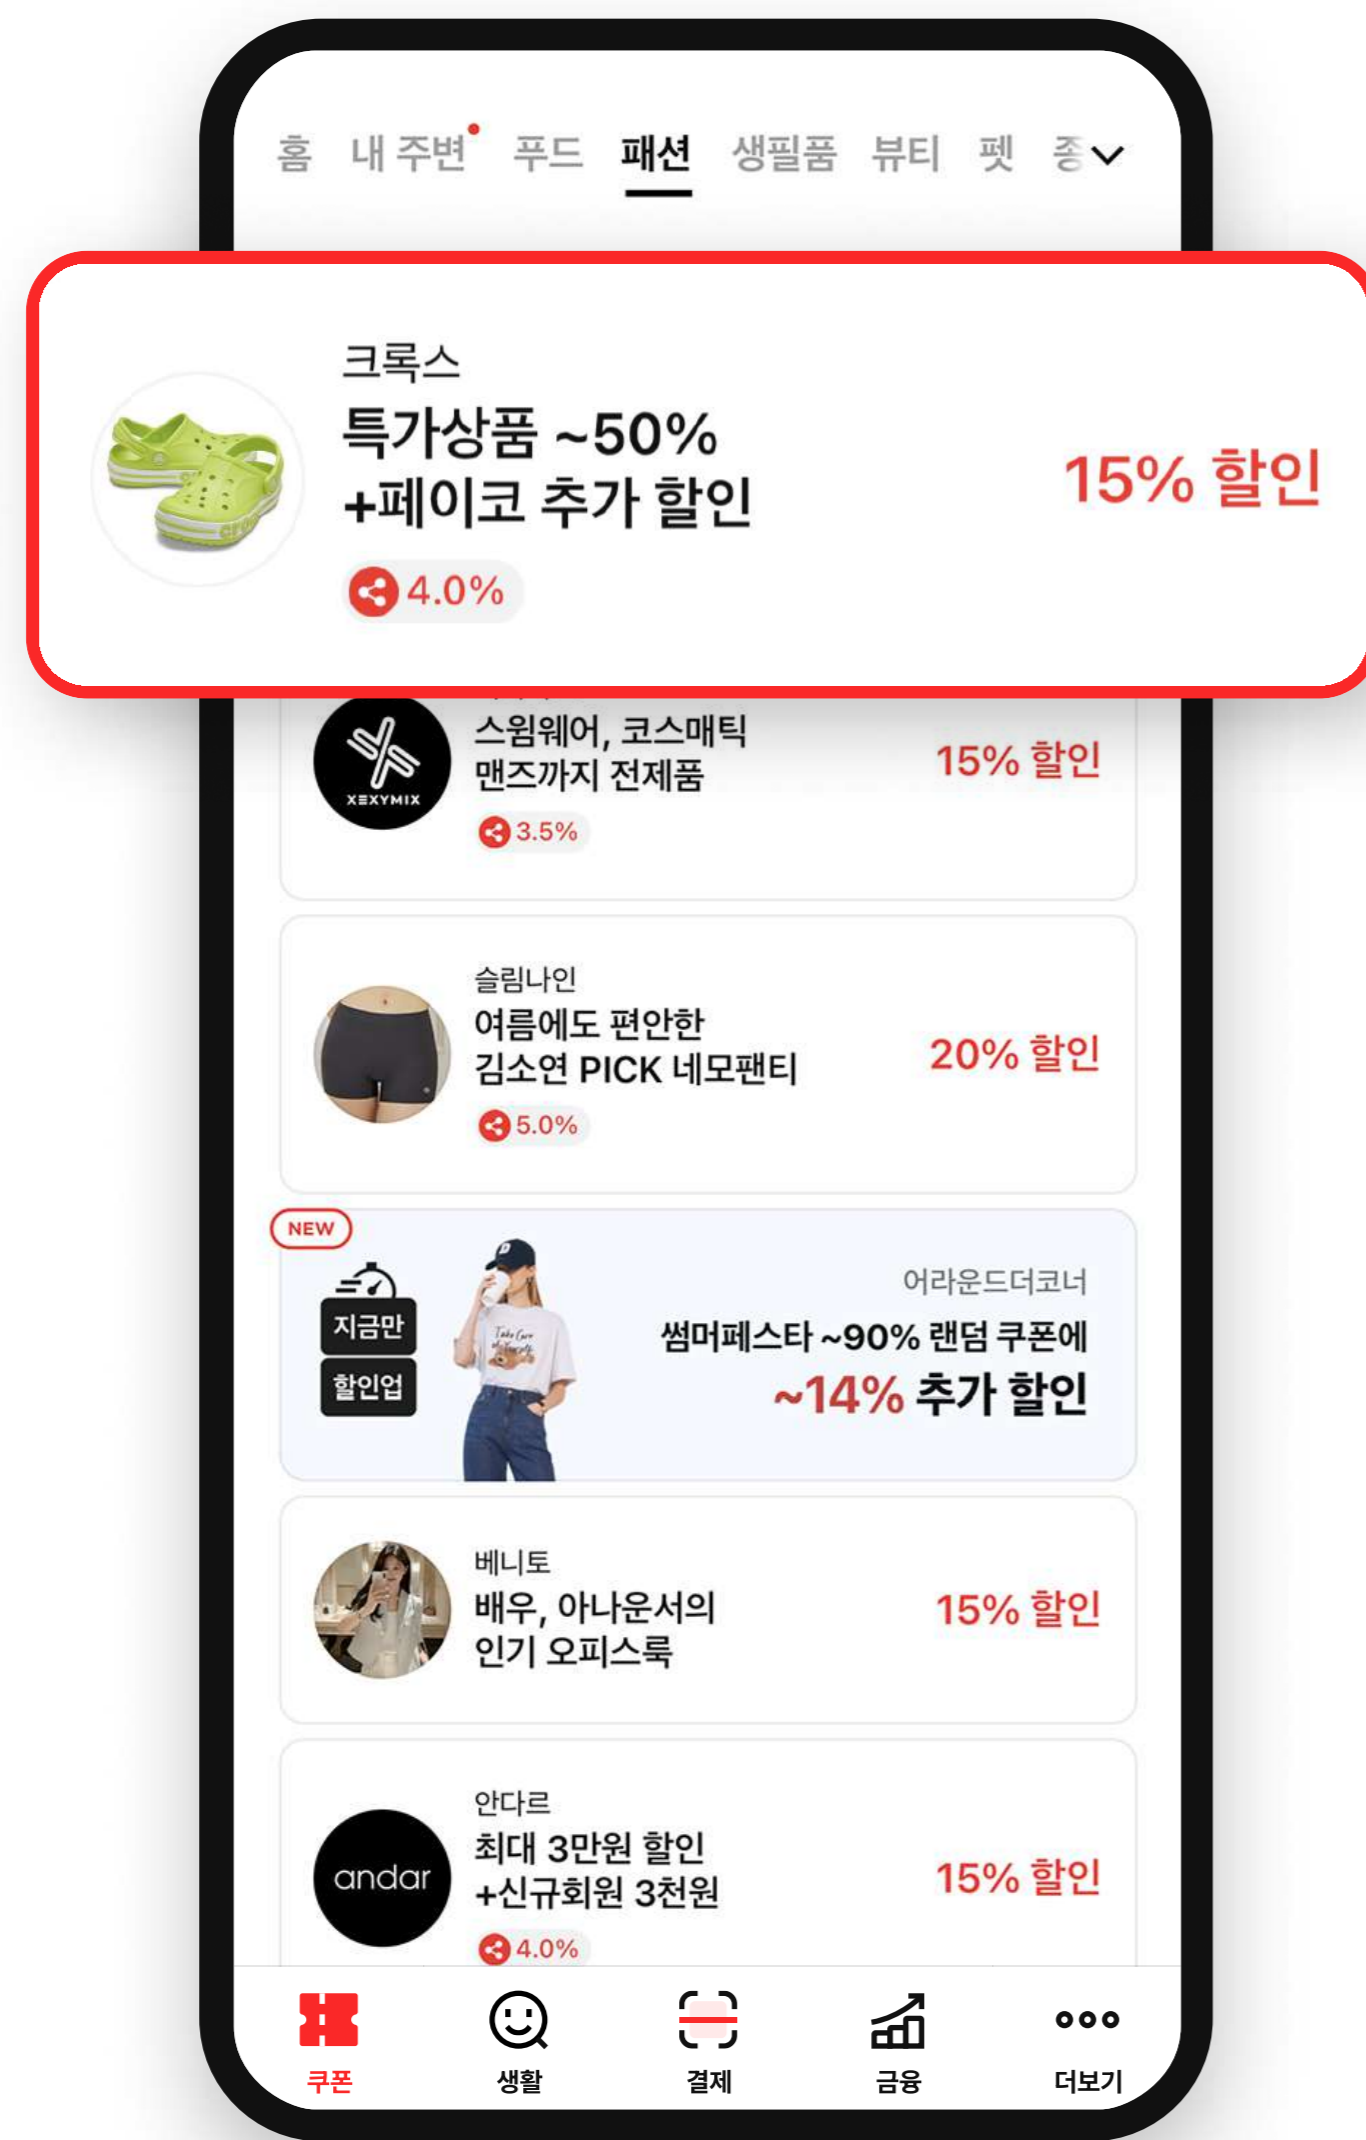 홈 내 주변 푸드 패션 생필품 뷰티 펫 종
크록스
특가상품 ~50%
+페이코 추가 할인
15% 할인
4.0%
스윔웨어, 코스매틱
맨즈까지 전제품
15% 할인
XEXYMIX
3.5%
슬림나인
여름에도 편안한
김소연 PICK 네모팬티
20% 할인
5.0%
NEW
지금만
할인업
어라운드더코너
썸머페스타 ~90% 랜덤 쿠폰에
~14% 추가 할인
베니토
배우, 아나운서의
인기 오피스룩
15% 할인
안다르
최대 3만원 할인
+신규회원 3천원
15% 할인
andar
4.0%
쿠폰 생활 결제 금융 더보기